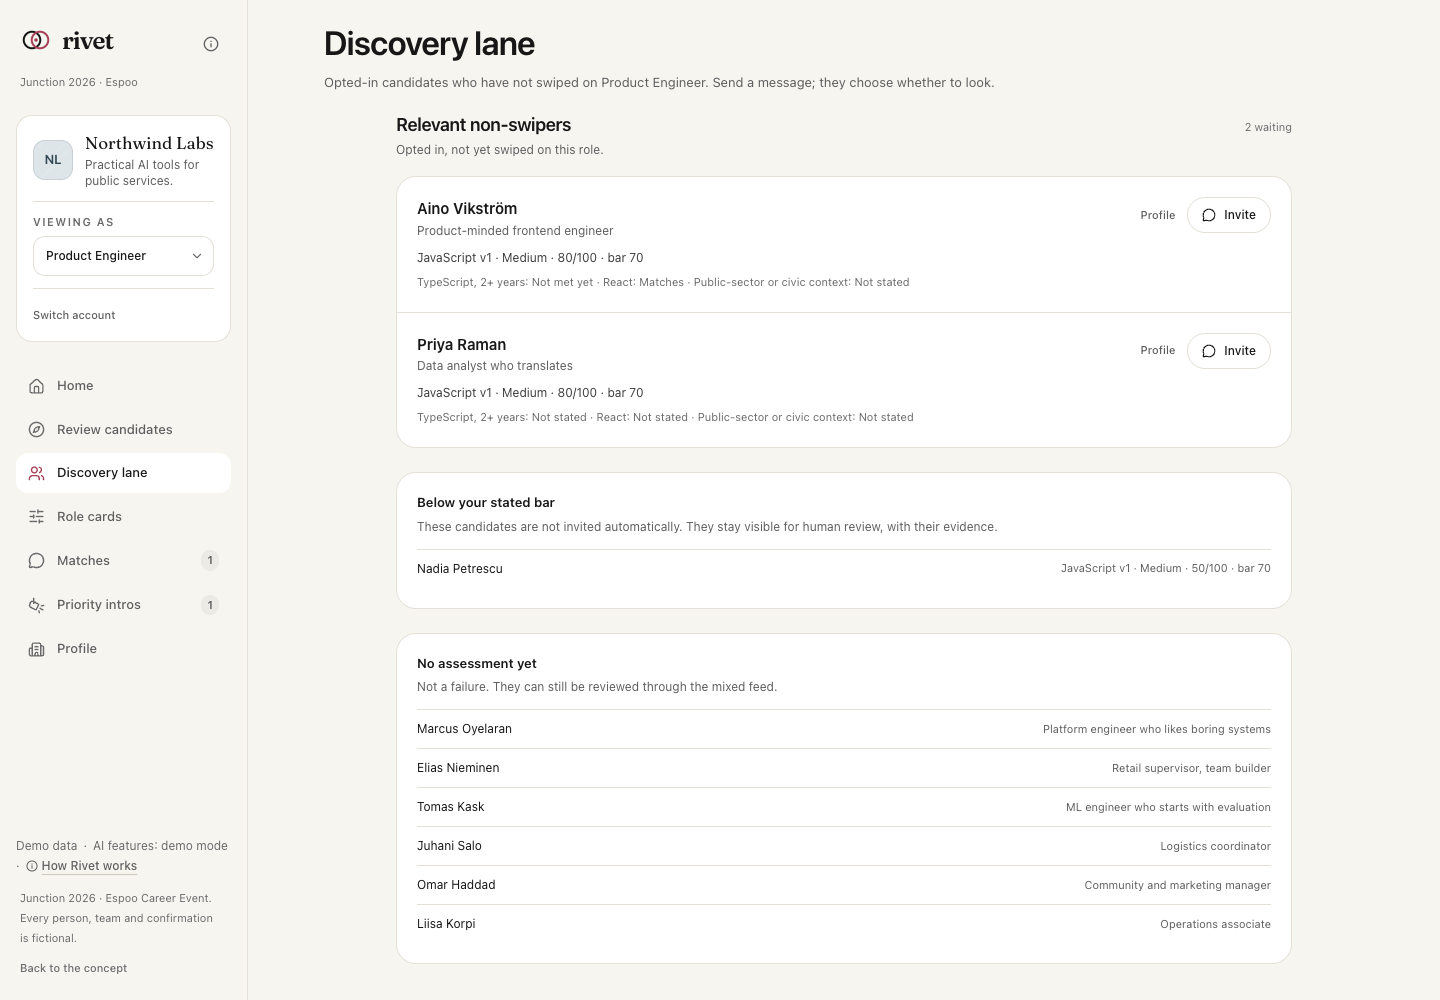 rivet
Junction 2026 · Espoo
NL
Northwind Labs
Practical AI tools for
public services.
VIEWING AS
Product Engineer
Switch account
Home
Review candidates
Discovery lane
Role cards
Matches 1
Priority intros 1
Profile
Demo data · AI features: demo mode
· How Rivet works
Junction 2026 · Espoo Career Event.
Every person, team and confirmation
is fictional.
Back to the concept
Discovery lane
Opted-in candidates who have not swiped on Product Engineer. Send a message; they choose whether to look.
Relevant non-swipers
2 waiting
Opted in, not yet swiped on this role.
Aino Vikström
Profile Invite
Product-minded frontend engineer
JavaScript v1 · Medium · 80/100 · bar 70
TypeScript, 2+ years: Not met yet · React: Matches · Public-sector or civic context: Not stated
Priya Raman
Profile Invite
Data analyst who translates
JavaScript v1 · Medium · 80/100 · bar 70
TypeScript, 2+ years: Not stated · React: Not stated · Public-sector or civic context: Not stated
Below your stated bar
These candidates are not invited automatically. They stay visible for human review, with their evidence.
Nadia Petrescu JavaScript v1 · Medium · 50/100 · bar 70
No assessment yet
Not a failure. They can still be reviewed through the mixed feed.
Marcus Oyelaran Platform engineer who likes boring systems
Elias Nieminen Retail supervisor, team builder
Tomas Kask ML engineer who starts with evaluation
Juhani Salo Logistics coordinator
Omar Haddad Community and marketing manager
Liisa Korpi Operations associate